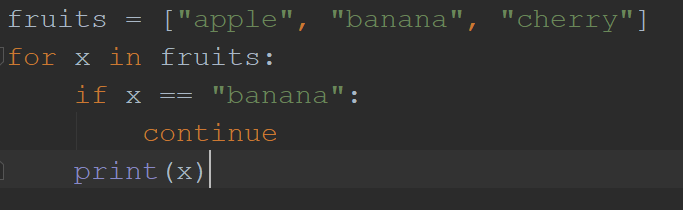 fruits = ["apple", "banana", "cherry"]
for x in fruits:
    if x == "banana":
        continue
    print(x)